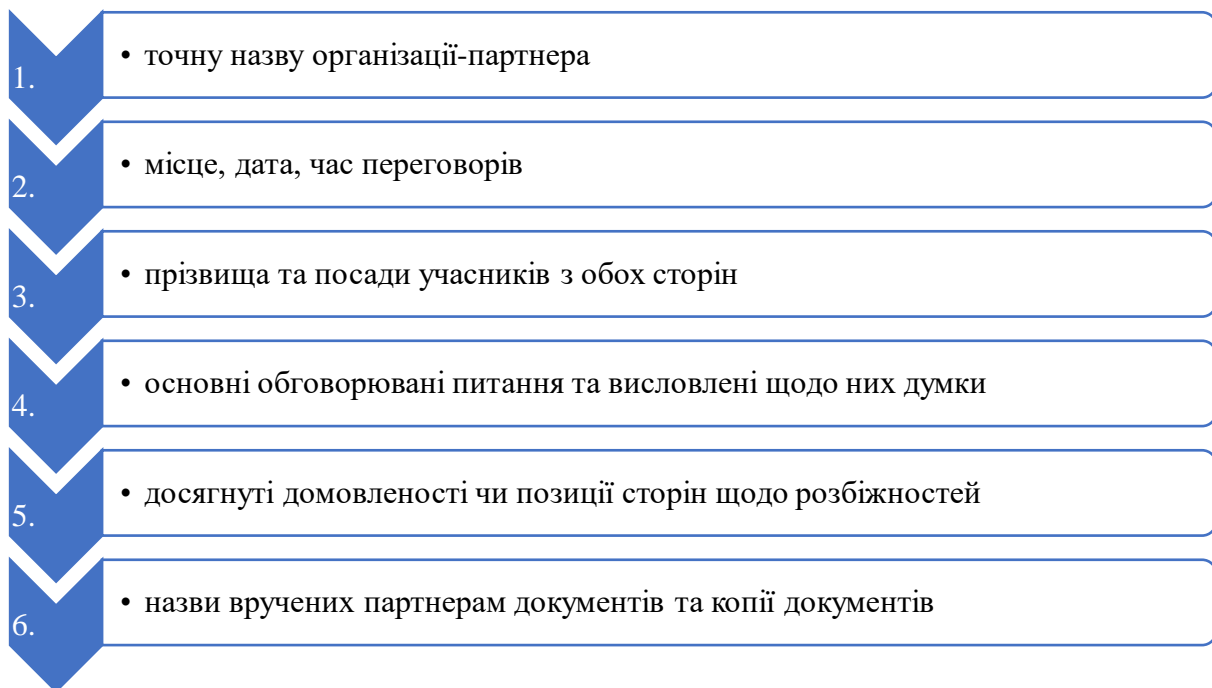 1. • точну назву організації-партнера
2. • місце, дата, час переговорів
3. • прізвища та посади учасників з обох сторін
4. • основні обговорювані питання та висловлені щодо них думки
5. • досягнуті домовленості чи позиції сторін щодо розбіжностей
6. • назви вручених партнерам документів та копії документів